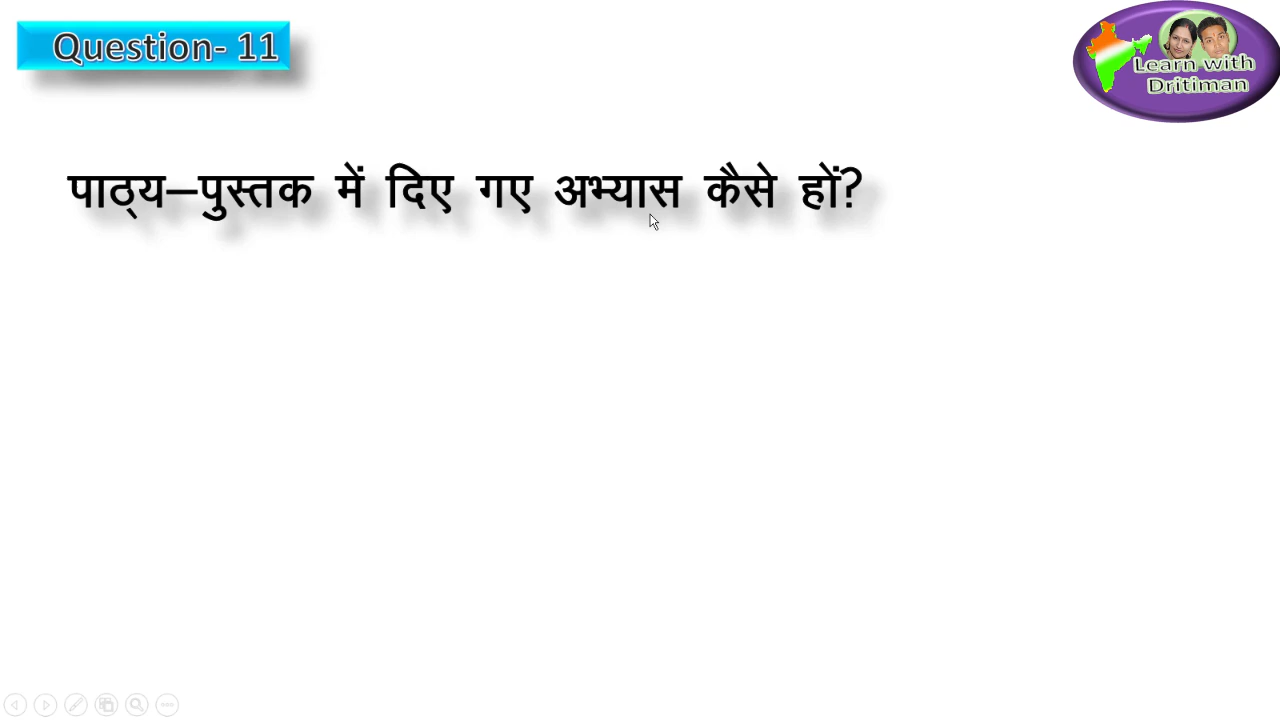 Question- 11
Learn with
Dritiman
पाठ्य–पुस्तक में दिए गए अभ्यास कैसे हों?